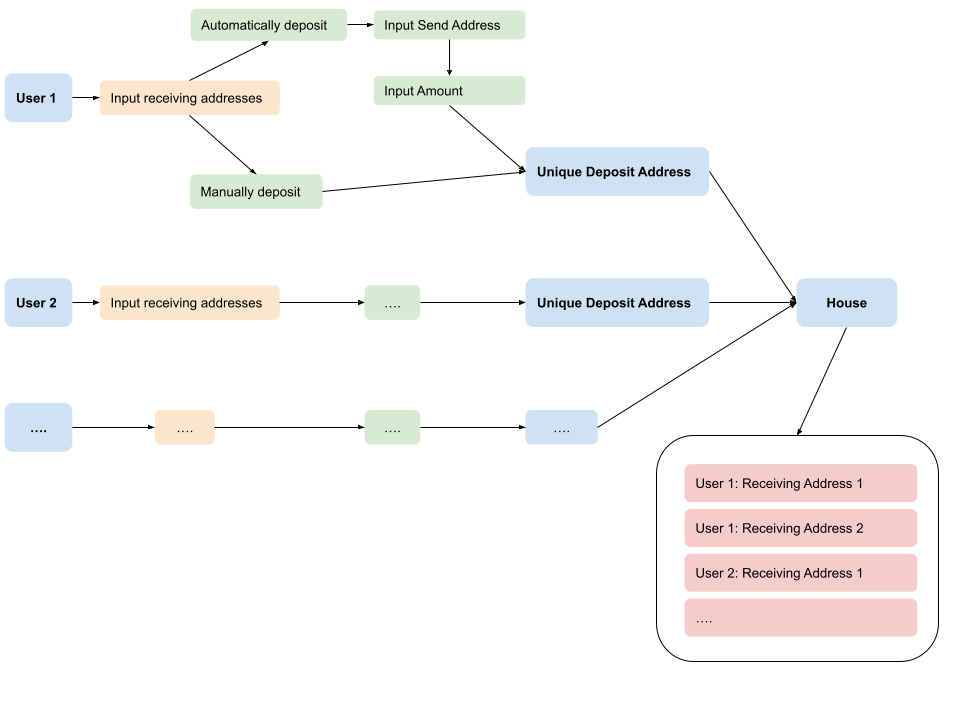 Automatically deposit
Input Send Address
User 1
Input receiving addresses
Input Amount
Manually deposit
Unique Deposit Address
User 2
Input receiving addresses
....
Unique Deposit Address
House
....
....
....
....
User 1: Receiving Address 1
User 1: Receiving Address 2
User 2: Receiving Address 1
....